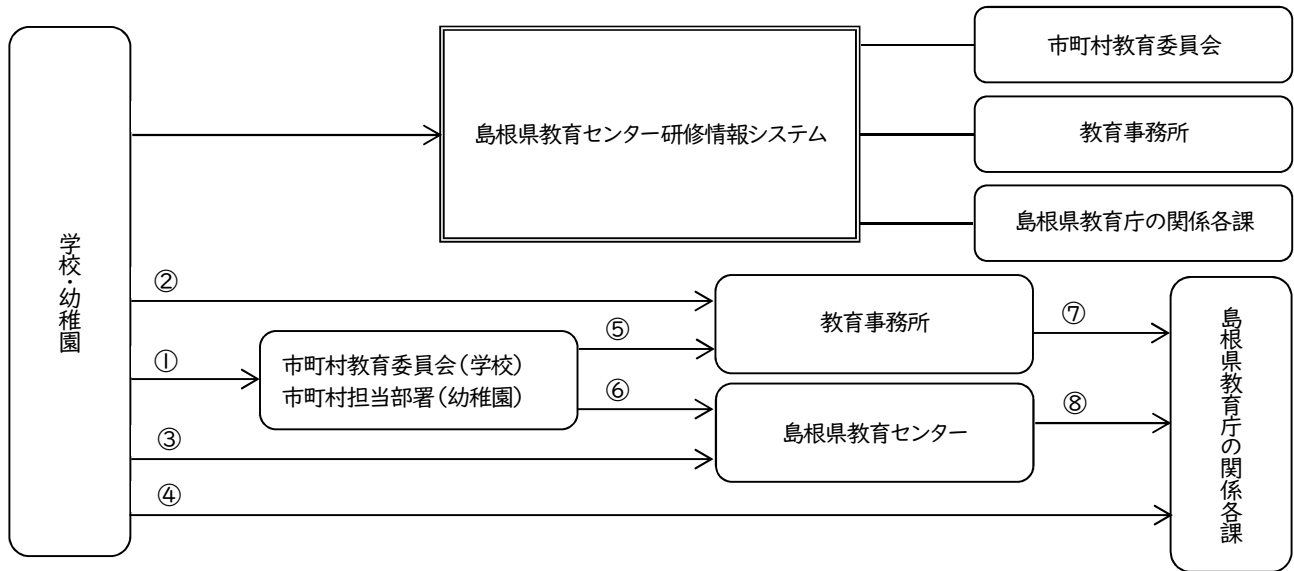 学校・幼稚園
島根県教育センター研修情報システム
市町村教育委員会
教育事務所
島根県教育庁の関係各課
②
①
③
④
市町村教育委員会(学校)
市町村担当部署(幼稚園)
⑤
⑥
教育事務所
島根県教育センター
⑦
⑧
島根県教育庁の関係各課